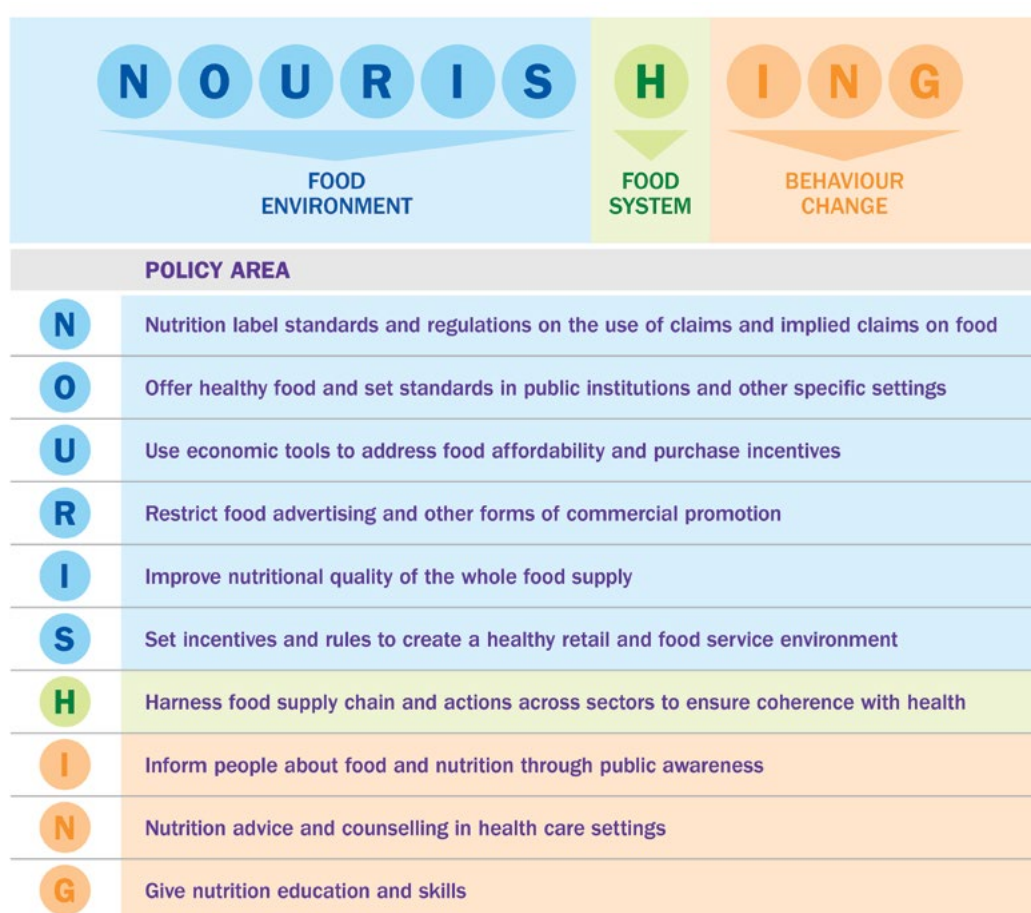 N O U R I S H I N G
FOOD
ENVIRONMENT
FOOD
SYSTEM
BEHAVIOUR
CHANGE
POLICY AREA
N Nutrition label standards and regulations on the use of claims and implied claims on food
O Offer healthy food and set standards in public institutions and other specific settings
U Use economic tools to address food affordability and purchase incentives
R Restrict food advertising and other forms of commercial promotion
I Improve nutritional quality of the whole food supply
S Set incentives and rules to create a healthy retail and food service environment
H Harness food supply chain and actions across sectors to ensure coherence with health
I Inform people about food and nutrition through public awareness
N Nutrition advice and counselling in health care settings
G Give nutrition education and skills